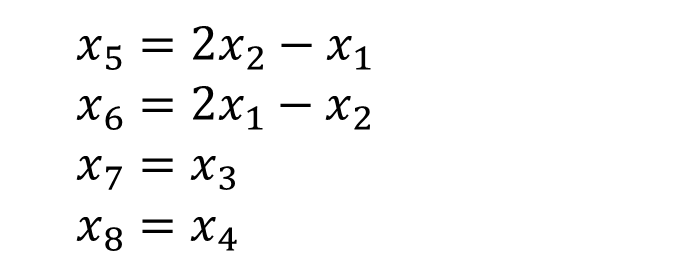 x₅ = 2x₂ − x₁
x₆ = 2x₁ − x₂
x₇ = x₃
x₈ = x₄